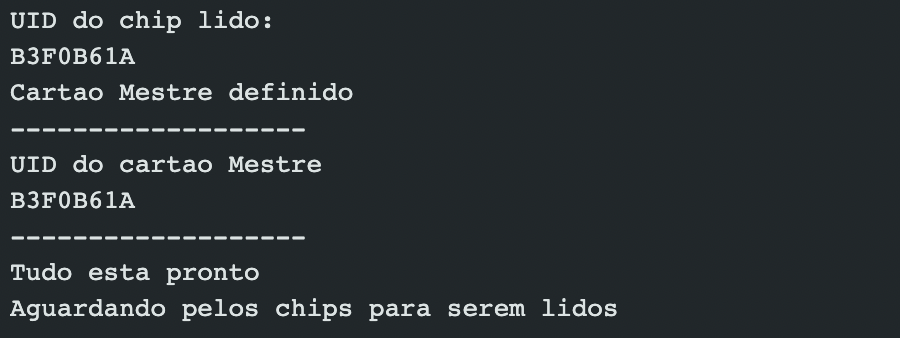 UID do chip lido:
B3F0B61A
Cartao Mestre definido
-------------------
UID do cartao Mestre
B3F0B61A
-------------------
Tudo esta pronto
Aguardando pelos chips para serem lidos